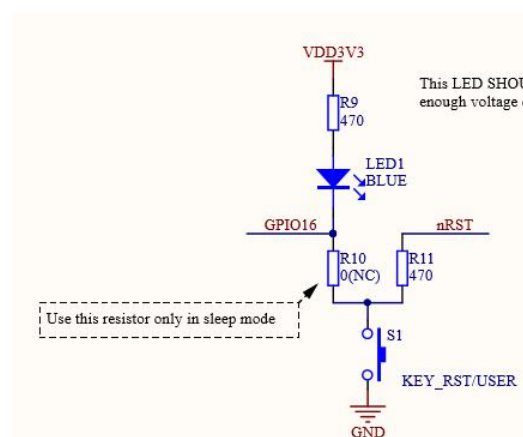 VDD3V3
R9
470
This LED SHOU
enough voltage
LED1
BLUE
GPIO16
nRST
R10
0(NC)
R11
470
Use this resistor only in sleep mode
S1
KEY_RST/USER
GND